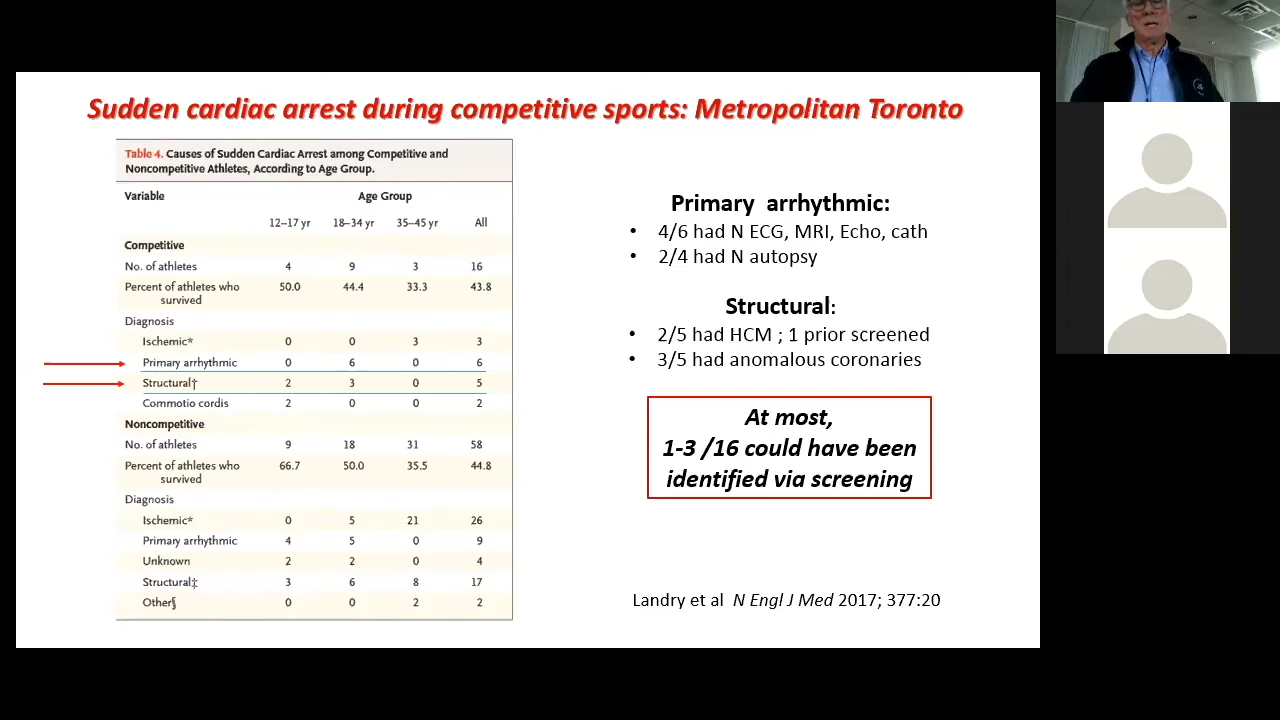 Sudden cardiac arrest during competitive sports: Metropolitan Toronto
Table 4. Causes of Sudden Cardiac Arrest among Competitive and
Noncompetitive Athletes, According to Age Group.
Variable Age Group
12–17 yr 18–34 yr 35–45 yr All
Competitive
No. of athletes 4 9 3 16
Percent of athletes who 50.0 44.4 33.3 43.8
survived
Diagnosis
Ischemic* 0 0 3 3
Primary arrhythmic 0 6 0 6
Structural† 2 3 0 5
Commotio cordis 2 0 0 2
Noncompetitive
No. of athletes 9 18 31 58
Percent of athletes who 66.7 50.0 35.5 44.8
survived
Diagnosis
Ischemic* 0 5 21 26
Primary arrhythmic 4 5 0 9
Unknown 2 2 0 4
Structural‡ 3 6 8 17
Other§ 0 0 2 2
Primary arrhythmic:
• 4/6 had N ECG, MRI, Echo, cath
• 2/4 had N autopsy
Structural:
• 2/5 had HCM ; 1 prior screened
• 3/5 had anomalous coronaries
At most,
1-3 /16 could have been
identified via screening
Landry et al N Engl J Med 2017; 377:20